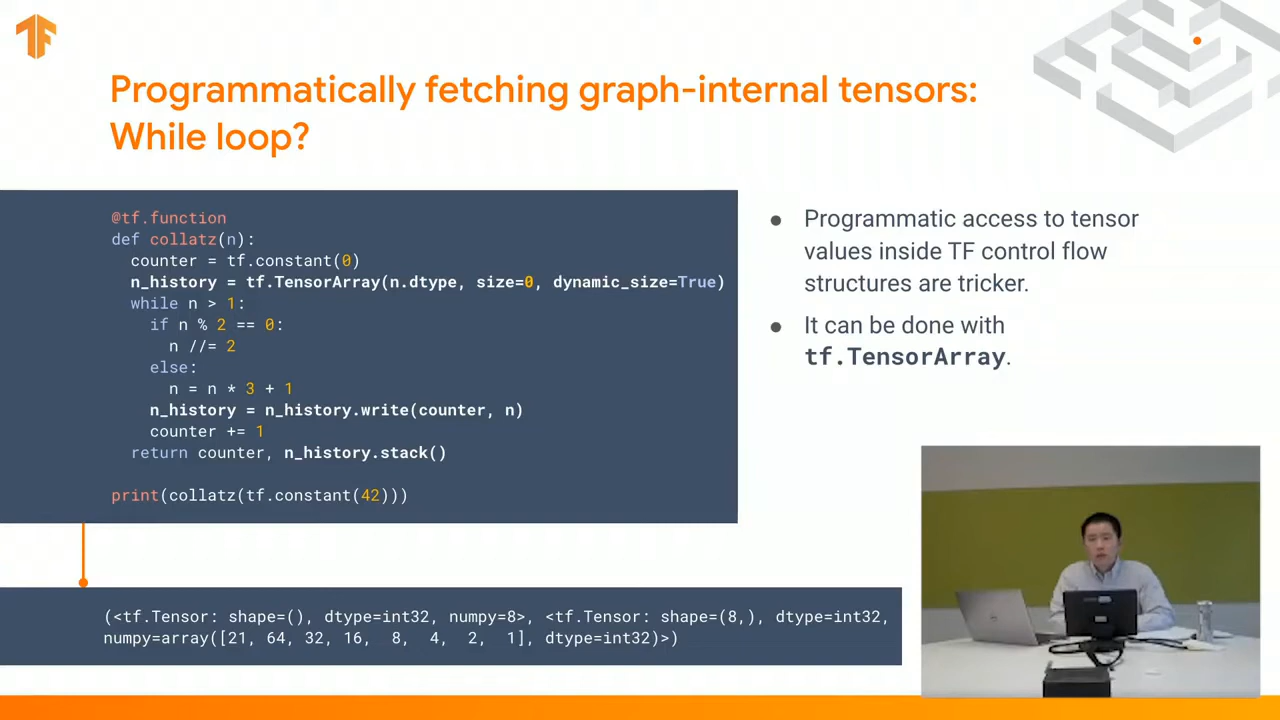 Programmatically fetching graph-internal tensors:
While loop?
@tf.function
def collatz(n):
  counter = tf.constant(0)
  n_history = tf.TensorArray(n.dtype, size=0, dynamic_size=True)
  while n > 1:
    if n % 2 == 0:
      n //= 2
    else:
      n = n * 3 + 1
    n_history = n_history.write(counter, n)
    counter += 1
  return counter, n_history.stack()
print(collatz(tf.constant(42)))
● Programmatic access to tensor
values inside TF control flow
structures are tricker.
● It can be done with
tf.TensorArray.
(<tf.Tensor: shape=(), dtype=int32, numpy=8>, <tf.Tensor: shape=(8,), dtype=int32,
numpy=array([21, 64, 32, 16,  8,  4,  2,  1], dtype=int32)>)